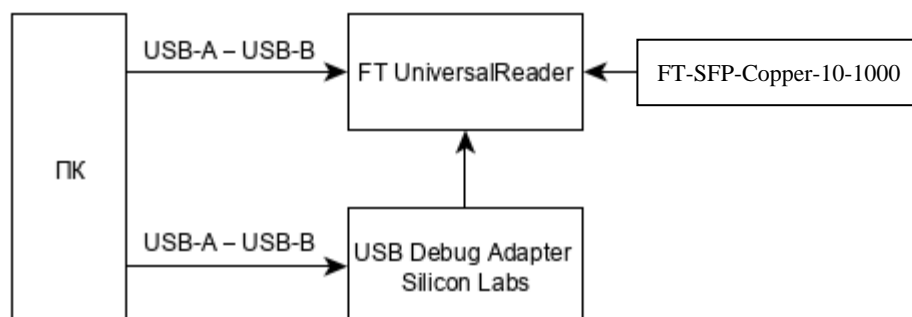 USB-A – USB-B
FT UniversalReader
FT-SFP-Copper-10-1000
ПК
USB-A – USB-B
USB Debug Adapter
Silicon Labs